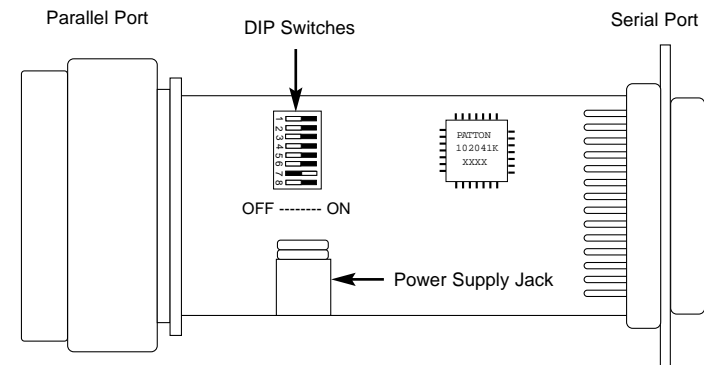 Parallel Port
DIP Switches
Serial Port
1
2
3
4
5
6
7
8
PATTON
102041K
XXXX
OFF -------- ON
Power Supply Jack